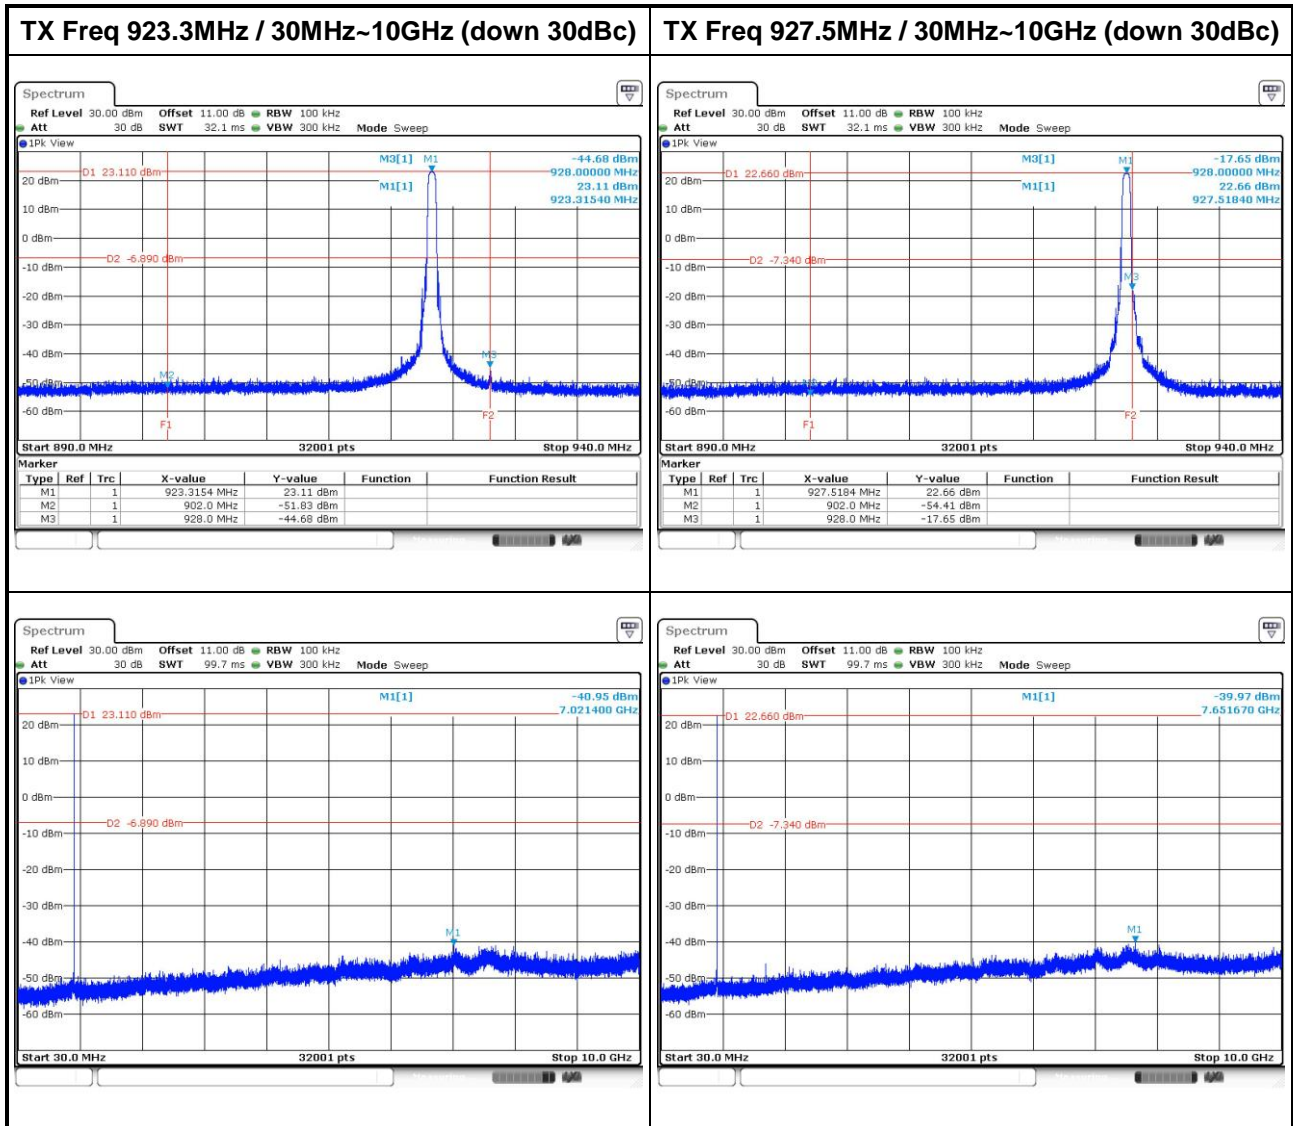 TX Freq 923.3MHz / 30MHz~10GHz (down 30dBc)
TX Freq 927.5MHz / 30MHz~10GHz (down 30dBc)
Spectrum
Ref Level 30.00 dBm Offset 11.00 dB RBW 100 kHz
Att 30 dB SWT 32.1 ms VBW 300 kHz Mode Sweep
1Pk View
M3[1] M1 -44.68 dBm
D1 23.110 dBm 928.00000 MHz
20 dBm M1[1] 23.11 dBm
923.31540 MHz
10 dBm
0 dBm
D2 -6.890 dBm
-10 dBm
-20 dBm
-30 dBm
-40 dBm
M3
M2
-50 dBm
-60 dBm
F2
F1
Start 890.0 MHz 32001 pts Stop 940.0 MHz
Marker
Type Ref Trc X-value Y-value Function Function Result
M1 1 923.3154 MHz 23.11 dBm
M2 1 902.0 MHz -51.83 dBm
M3 1 928.0 MHz -44.68 dBm
Spectrum
Ref Level 30.00 dBm Offset 11.00 dB RBW 100 kHz
Att 30 dB SWT 32.1 ms VBW 300 kHz Mode Sweep
1Pk View
M3[1] M1 -17.65 dBm
D1 22.660 dBm 928.00000 MHz
20 dBm M1[1] 22.66 dBm
927.51840 MHz
10 dBm
0 dBm
D2 -7.340 dBm
-10 dBm
M3
-20 dBm
-30 dBm
-40 dBm
-50 dBm
-60 dBm
F2
F1
Start 890.0 MHz 32001 pts Stop 940.0 MHz
Marker
Type Ref Trc X-value Y-value Function Function Result
M1 1 927.5184 MHz 22.66 dBm
M2 1 902.0 MHz -54.41 dBm
M3 1 928.0 MHz -17.65 dBm
Spectrum
Ref Level 30.00 dBm Offset 11.00 dB RBW 100 kHz
Att 30 dB SWT 99.7 ms VBW 300 kHz Mode Sweep
1Pk View
M1[1] -40.95 dBm
D1 23.110 dBm 7.021400 GHz
20 dBm
10 dBm
0 dBm
D2 -6.890 dBm
-10 dBm
-20 dBm
-30 dBm
M1
-40 dBm
-50 dBm
-60 dBm
Start 30.0 MHz 32001 pts Stop 10.0 GHz
Spectrum
Ref Level 30.00 dBm Offset 11.00 dB RBW 100 kHz
Att 30 dB SWT 99.7 ms VBW 300 kHz Mode Sweep
1Pk View
M1[1] -39.97 dBm
D1 22.660 dBm 7.651670 GHz
20 dBm
10 dBm
0 dBm
D2 -7.340 dBm
-10 dBm
-20 dBm
-30 dBm
M1
-40 dBm
-50 dBm
-60 dBm
Start 30.0 MHz 32001 pts Stop 10.0 GHz